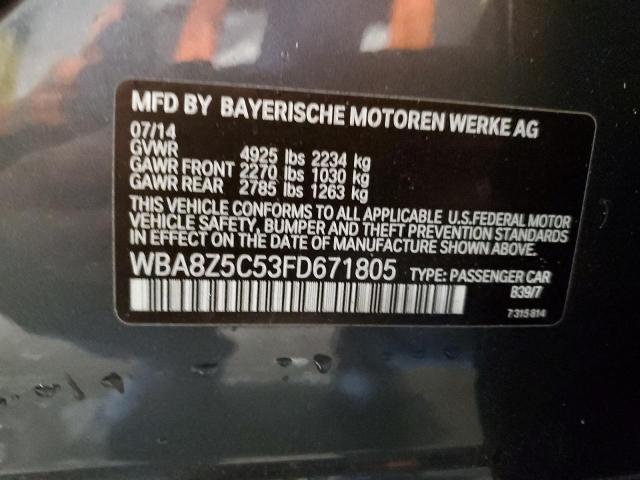 MFD BY BAYERISCHE MOTOREN WERKE AG
07/14
GVWR 4925 lbs 2234 kg
GAWR FRONT 2270 lbs 1030 kg
GAWR REAR 2785 lbs 1263 kg
THIS VEHICLE CONFORMS TO ALL APPLICABLE U.S.FEDERAL MOTOR
VEHICLE SAFETY, BUMPER AND THEFT PREVENTION STANDARDS
IN EFFECT ON THE DATE OF MANUFACTURE SHOWN ABOVE.
WBA8Z5C53FD671805 TYPE: PASSENGER CAR
B39/7
7315814